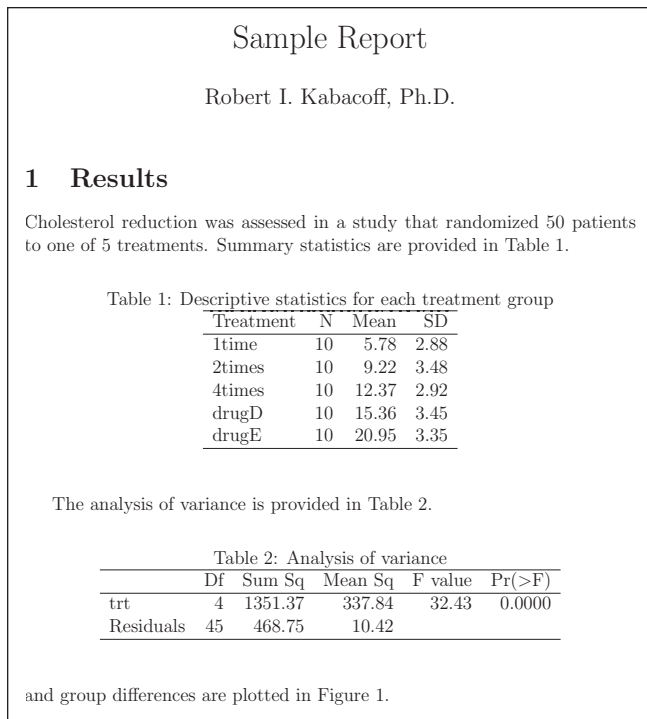 Sample Report
Robert I. Kabacoff, Ph.D.
1 Results
Cholesterol reduction was assessed in a study that randomized 50 patients
to one of 5 treatments. Summary statistics are provided in Table 1.
Table 1: Descriptive statistics for each treatment group
Treatment N Mean SD
1time 10 5.78 2.88
2times 10 9.22 3.48
4times 10 12.37 2.92
drugD 10 15.36 3.45
drugE 10 20.95 3.35
The analysis of variance is provided in Table 2.
Table 2: Analysis of variance
Df Sum Sq Mean Sq F value Pr(>F)
trt 4 1351.37 337.84 32.43 0.0000
Residuals 45 468.75 10.42
and group differences are plotted in Figure 1.